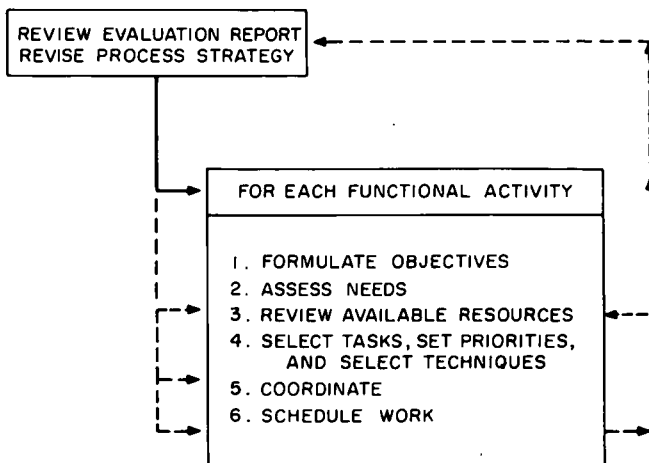 REVIEW EVALUATION REPORT
REVISE PROCESS STRATEGY
FOR EACH FUNCTIONAL ACTIVITY
1. FORMULATE OBJECTIVES
2. ASSESS NEEDS
3. REVIEW AVAILABLE RESOURCES
4. SELECT TASKS, SET PRIORITIES,
AND SELECT TECHNIQUES
5. COORDINATE
6. SCHEDULE WORK